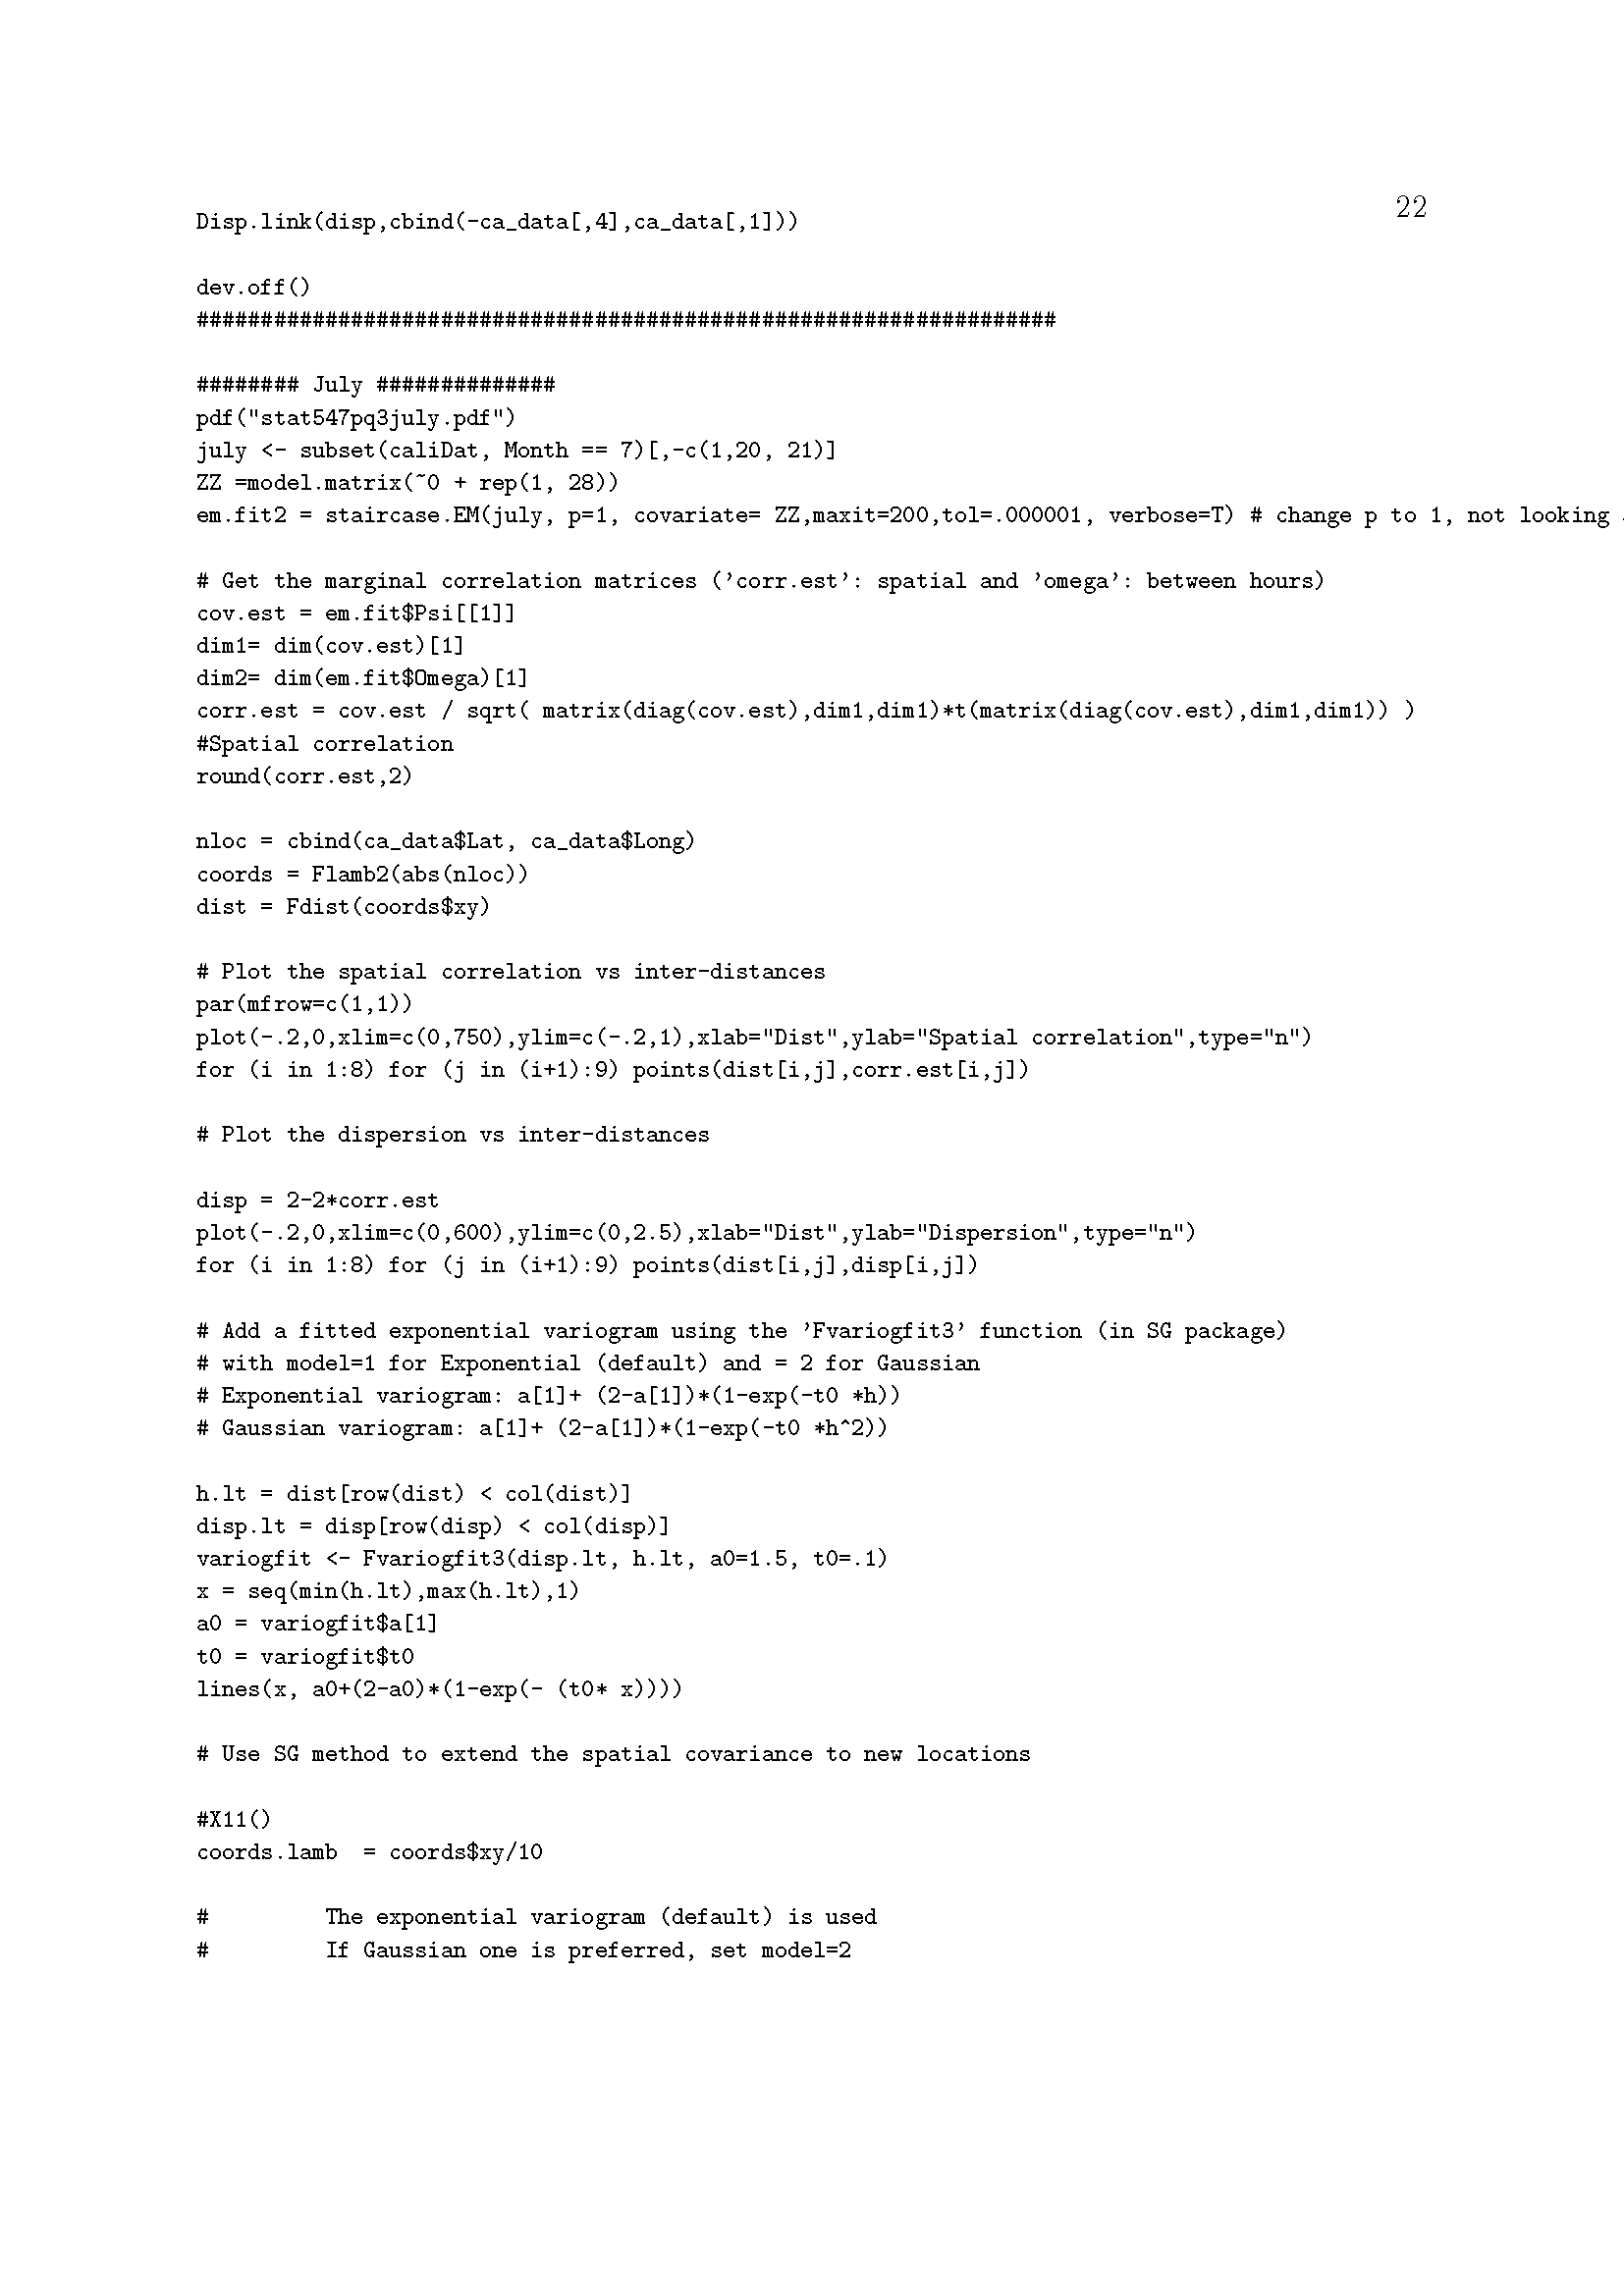 22
Disp.link(disp,cbind(-ca_data[,4],ca_data[,1]))
dev.off()
###################################################################
######## July ##############
pdf("stat547pq3july.pdf")
july <- subset(caliDat, Month == 7)[,-c(1,20, 21)]
ZZ =model.matrix(~0 + rep(1, 28))
em.fit2 = staircase.EM(july, p=1, covariate= ZZ,maxit=200,tol=.000001, verbose=T) # change p to 1, not looking
# Get the marginal correlation matrices ('corr.est': spatial and 'omega': between hours)
cov.est = em.fit$Psi[[1]]
dim1= dim(cov.est)[1]
dim2= dim(em.fit$Omega)[1]
corr.est = cov.est / sqrt( matrix(diag(cov.est),dim1,dim1)*t(matrix(diag(cov.est),dim1,dim1)) )
#Spatial correlation
round(corr.est,2)
nloc = cbind(ca_data$Lat, ca_data$Long)
coords = Flamb2(abs(nloc))
dist = Fdist(coords$xy)
# Plot the spatial correlation vs inter-distances
par(mfrow=c(1,1))
plot(-.2,0,xlim=c(0,750),ylim=c(-.2,1),xlab="Dist",ylab="Spatial correlation",type="n")
for (i in 1:8) for (j in (i+1):9) points(dist[i,j],corr.est[i,j])
# Plot the dispersion vs inter-distances
disp = 2-2*corr.est
plot(-.2,0,xlim=c(0,600),ylim=c(0,2.5),xlab="Dist",ylab="Dispersion",type="n")
for (i in 1:8) for (j in (i+1):9) points(dist[i,j],disp[i,j])
# Add a fitted exponential variogram using the 'Fvariogfit3' function (in SG package)
# with model=1 for Exponential (default) and = 2 for Gaussian
# Exponential variogram: a[1]+ (2-a[1])*(1-exp(-t0 *h))
# Gaussian variogram: a[1]+ (2-a[1])*(1-exp(-t0 *h^2))
h.lt = dist[row(dist) < col(dist)]
disp.lt = disp[row(disp) < col(disp)]
variogfit <- Fvariogfit3(disp.lt, h.lt, a0=1.5, t0=.1)
x = seq(min(h.lt),max(h.lt),1)
a0 = variogfit$a[1]
t0 = variogfit$t0
lines(x, a0+(2-a0)*(1-exp(- (t0* x))))
# Use SG method to extend the spatial covariance to new locations
#X11()
coords.lamb  = coords$xy/10
#         The exponential variogram (default) is used
#         If Gaussian one is preferred, set model=2